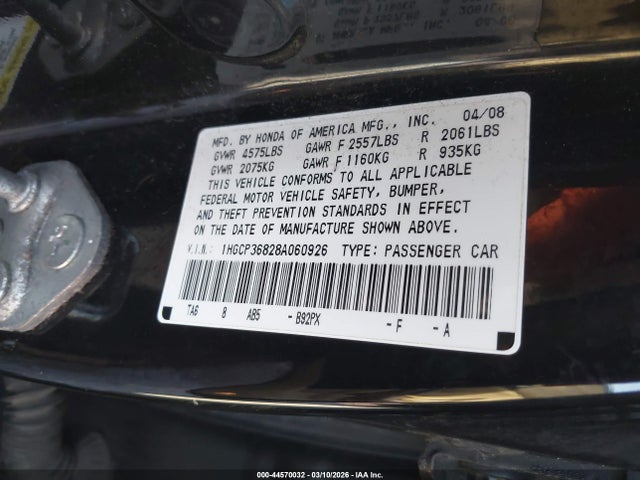 MFD. BY HONDA OF AMERICA MFG., INC. 04/08
GVWR 4575LBS GAWR F 2557LBS R 2061LBS
GVWR 2075KG GAWR F 1160KG R 935KG
THIS VEHICLE CONFORMS TO ALL APPLICABLE
FEDERAL MOTOR VEHICLE SAFETY, BUMPER,
AND THEFT PREVENTION STANDARDS IN EFFECT
ON THE DATE OF MANUFACTURE SHOWN ABOVE.
V.I.N.: 1HGCP36828A060926 TYPE: PASSENGER CAR
TA6 8 AB5 - B92PX - F - A
000-44570032 - 03/10/2026 - IAA Inc.